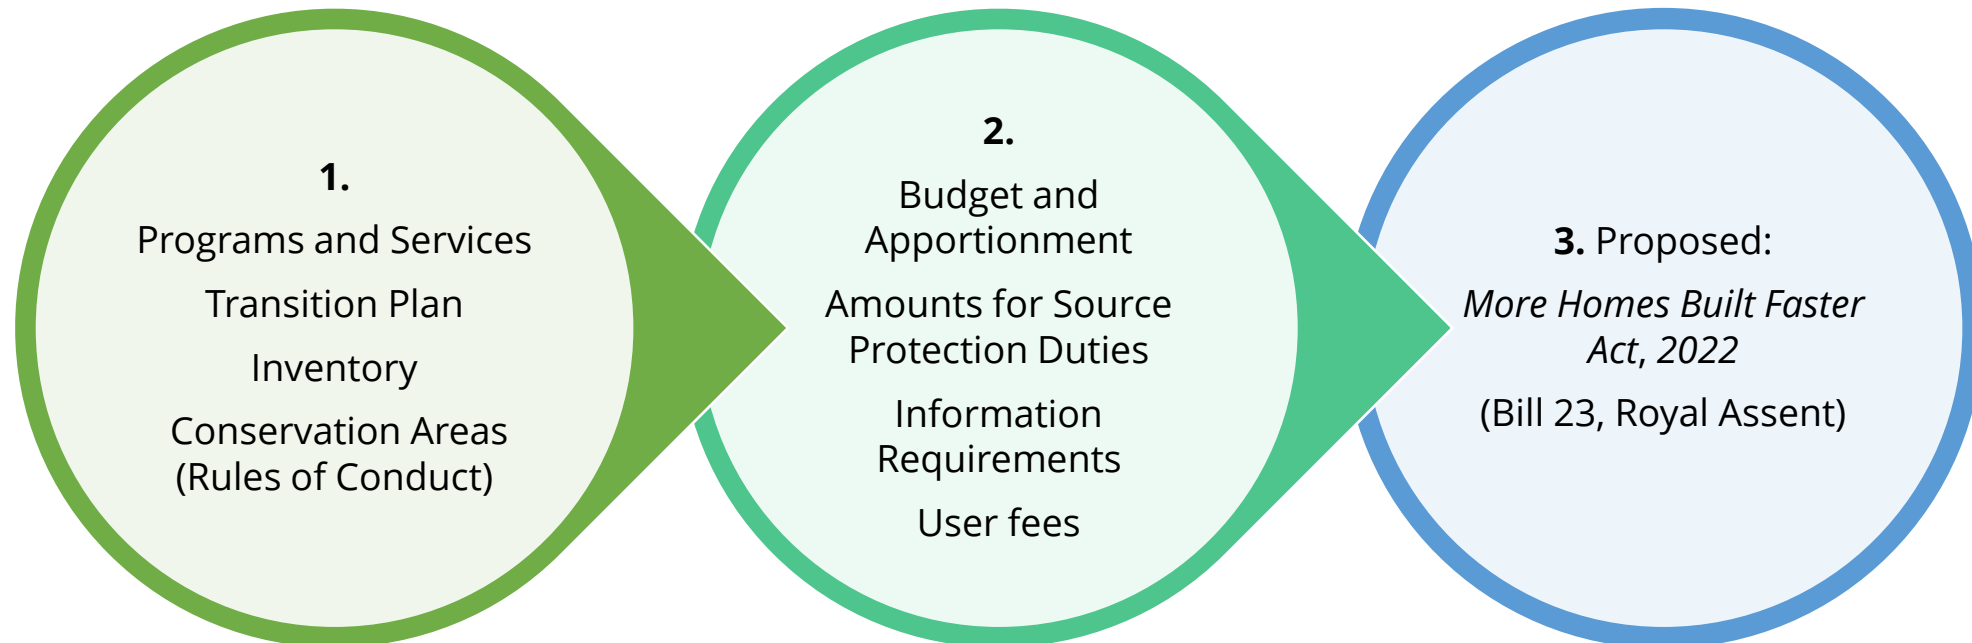 1.
Programs and Services
Transition Plan
Inventory
Conservation Areas
(Rules of Conduct)
2.
Budget and
Apportionment
Amounts for Source
Protection Duties
Information
Requirements
User fees
3. Proposed:
More Homes Built Faster
Act, 2022
(Bill 23, Royal Assent)